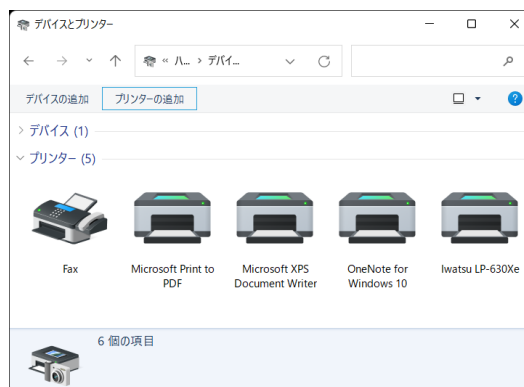 デバイスとプリンター
« ハ... › デバイ...
デバイスの追加 プリンターの追加
デバイス (1)
プリンター (5)
Fax
Microsoft Print to
PDF
Microsoft XPS
Document Writer
OneNote for
Windows 10
Iwatsu LP-630Xe
6 個の項目